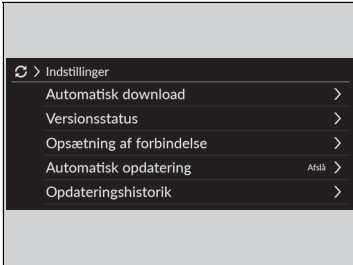 Indstillinger
Automatisk download
Versionsstatus
Opsætning af forbindelse
Automatisk opdatering Afslå
Opdateringshistorik